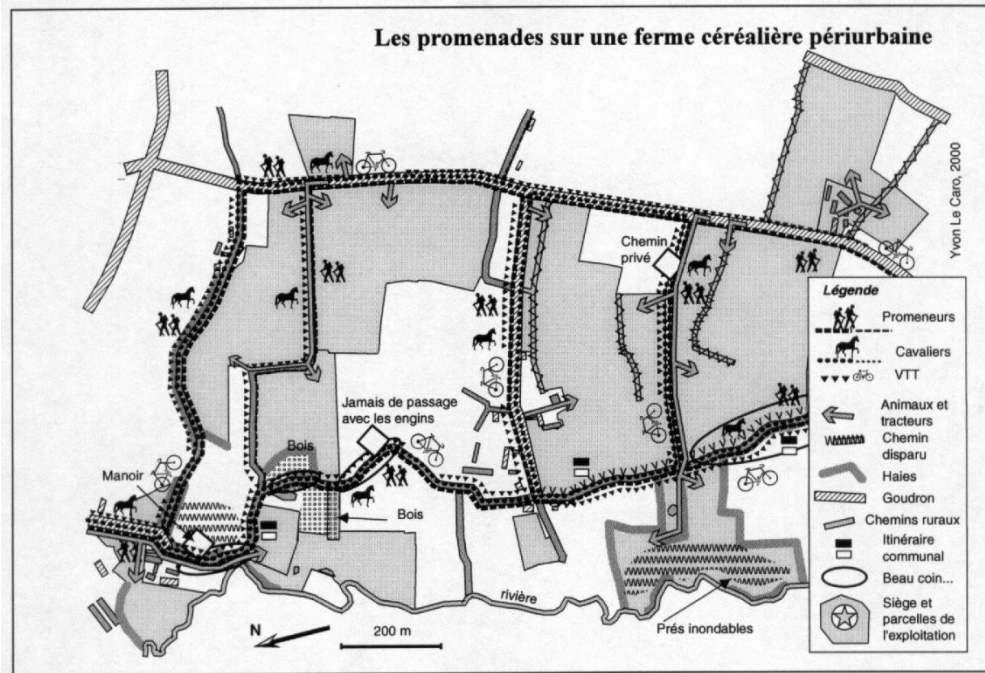 Les promenades sur une ferme céréalière périurbaine
Yvon Le Caro, 2000
Chemin
privé
Jamais de passage
avec les engins
Bois
Manoir
Bois
rivière
Prés inondables
N
200 m
Légende
Promeneurs
Cavaliers
VTT
Animaux et
tracteurs
Chemin
disparu
Haies
Goudron
Chemins ruraux
Itinéraire
communal
Beau coin...
Siège et
parcelles de
l'exploitation